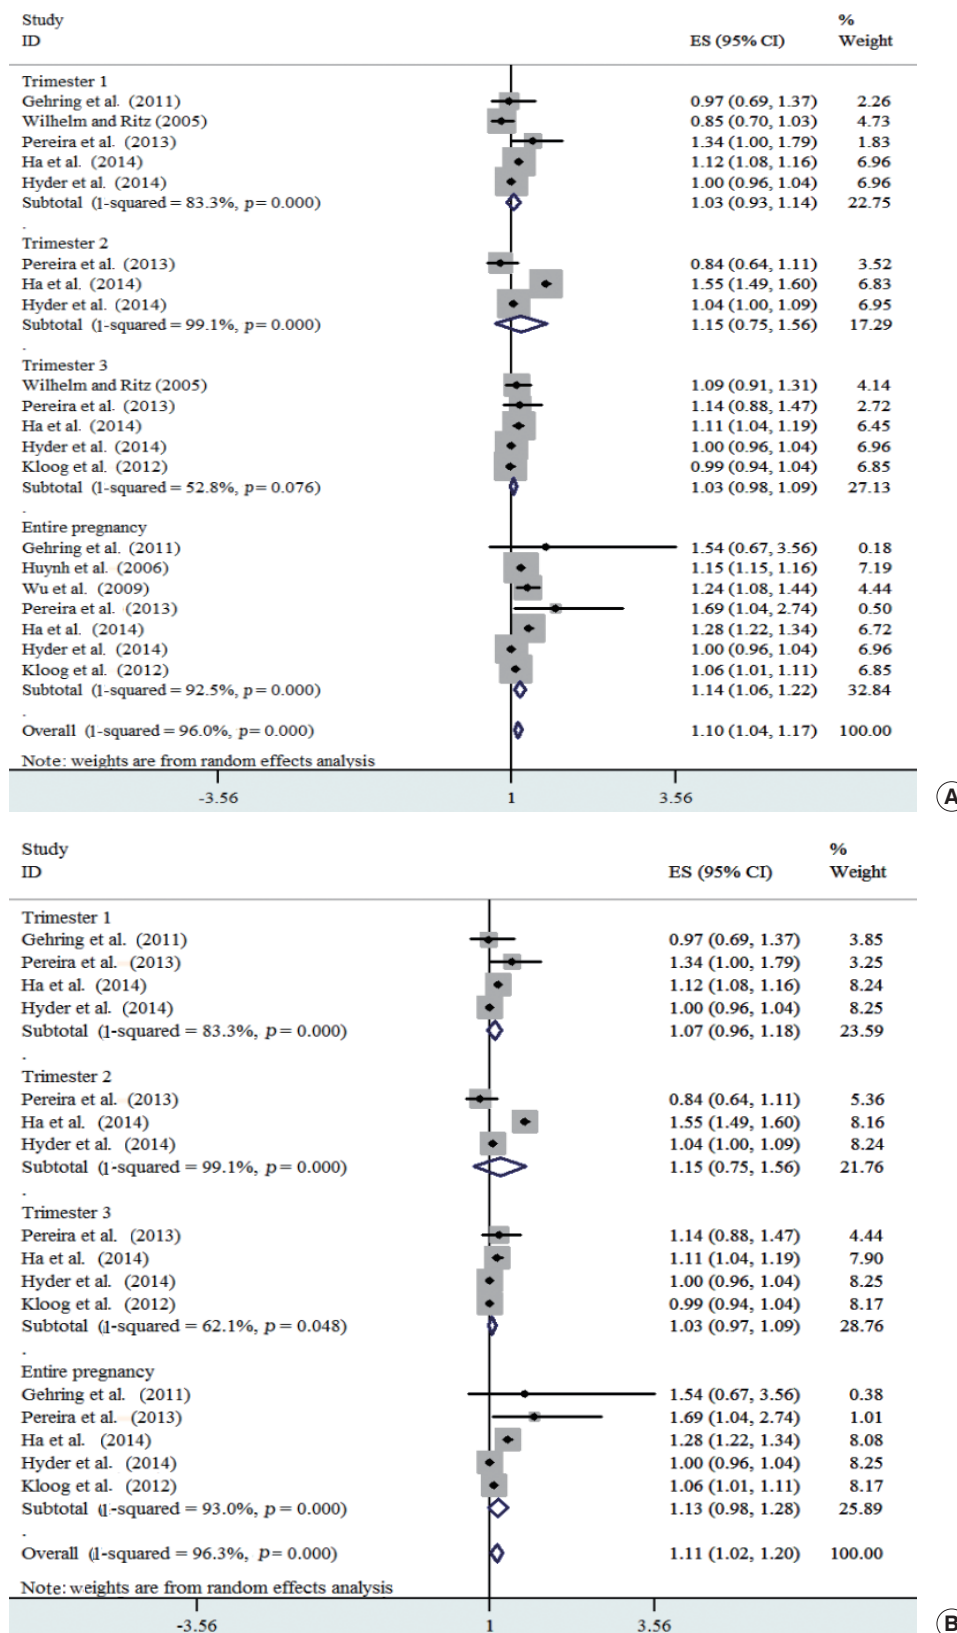 Study %
ID ES (95% CI) Weight
Trimester 1
Gehring et al. (2011) 0.97 (0.69, 1.37) 2.26
Wilhelm and Ritz (2005) 0.85 (0.70, 1.03) 4.73
Pereira et al. (2013) 1.34 (1.00, 1.79) 1.83
Ha et al. (2014) 1.12 (1.08, 1.16) 6.96
Hyder et al. (2014) 1.00 (0.96, 1.04) 6.96
Subtotal (1-squared = 83.3%, p= 0.000) 1.03 (0.93, 1.14) 22.75
.
Trimester 2
Pereira et al. (2013) 0.84 (0.64, 1.11) 3.52
Ha et al. (2014) 1.55 (1.49, 1.60) 6.83
Hyder et al. (2014) 1.04 (1.00, 1.09) 6.95
Subtotal (1-squared = 99.1%, p= 0.000) 1.15 (0.75, 1.56) 17.29
.
Trimester 3
Wilhelm and Ritz (2005) 1.09 (0.91, 1.31) 4.14
Pereira et al. (2013) 1.14 (0.88, 1.47) 2.72
Ha et al. (2014) 1.11 (1.04, 1.19) 6.45
Hyder et al. (2014) 1.00 (0.96, 1.04) 6.96
Kloog et al. (2012) 0.99 (0.94, 1.04) 6.85
Subtotal (1-squared = 52.8%, p= 0.076) 1.03 (0.98, 1.09) 27.13
.
Entire pregnancy
Gehring et al. (2011) 1.54 (0.67, 3.56) 0.18
Huynh et al. (2006) 1.15 (1.15, 1.16) 7.19
Wu et al. (2009) 1.24 (1.08, 1.44) 4.44
Pereira et al. (2013) 1.69 (1.04, 2.74) 0.50
Ha et al. (2014) 1.28 (1.22, 1.34) 6.72
Hyder et al. (2014) 1.00 (0.96, 1.04) 6.96
Kloog et al. (2012) 1.06 (1.01, 1.11) 6.85
Subtotal (1-squared = 92.5%, p= 0.000) 1.14 (1.06, 1.22) 32.84
.
Overall (1-squared = 96.0%, p= 0.000) 1.10 (1.04, 1.17) 100.00
Note: weights are from random effects analysis
-3.56 1 3.56
A
Study %
ID ES (95% CI) Weight
Trimester 1
Gehring et al. (2011) 0.97 (0.69, 1.37) 3.85
Pereira et al. (2013) 1.34 (1.00, 1.79) 3.25
Ha et al. (2014) 1.12 (1.08, 1.16) 8.24
Hyder et al. (2014) 1.00 (0.96, 1.04) 8.25
Subtotal (1-squared = 83.3%, p = 0.000) 1.07 (0.96, 1.18) 23.59
.
Trimester 2
Pereira et al. (2013) 0.84 (0.64, 1.11) 5.36
Ha et al. (2014) 1.55 (1.49, 1.60) 8.16
Hyder et al. (2014) 1.04 (1.00, 1.09) 8.24
Subtotal (1-squared = 99.1%, p = 0.000) 1.15 (0.75, 1.56) 21.76
.
Trimester 3
Pereira et al. (2013) 1.14 (0.88, 1.47) 4.44
Ha et al. (2014) 1.11 (1.04, 1.19) 7.90
Hyder et al. (2014) 1.00 (0.96, 1.04) 8.25
Kloog et al. (2012) 0.99 (0.94, 1.04) 8.17
Subtotal (1-squared = 62.1%, p = 0.048) 1.03 (0.97, 1.09) 28.76
.
Entire pregnancy
Gehring et al. (2011) 1.54 (0.67, 3.56) 0.38
Pereira et al. (2013) 1.69 (1.04, 2.74) 1.01
Ha et al. (2014) 1.28 (1.22, 1.34) 8.08
Hyder et al. (2014) 1.00 (0.96, 1.04) 8.25
Kloog et al. (2012) 1.06 (1.01, 1.11) 8.17
Subtotal (1-squared = 93.0%, p = 0.000) 1.13 (0.98, 1.28) 25.89
.
Overall (1-squared = 96.3%, p= 0.000) 1.11 (1.02, 1.20) 100.00
Note: weights are from random effects analysis
-3.56 1 3.56
B